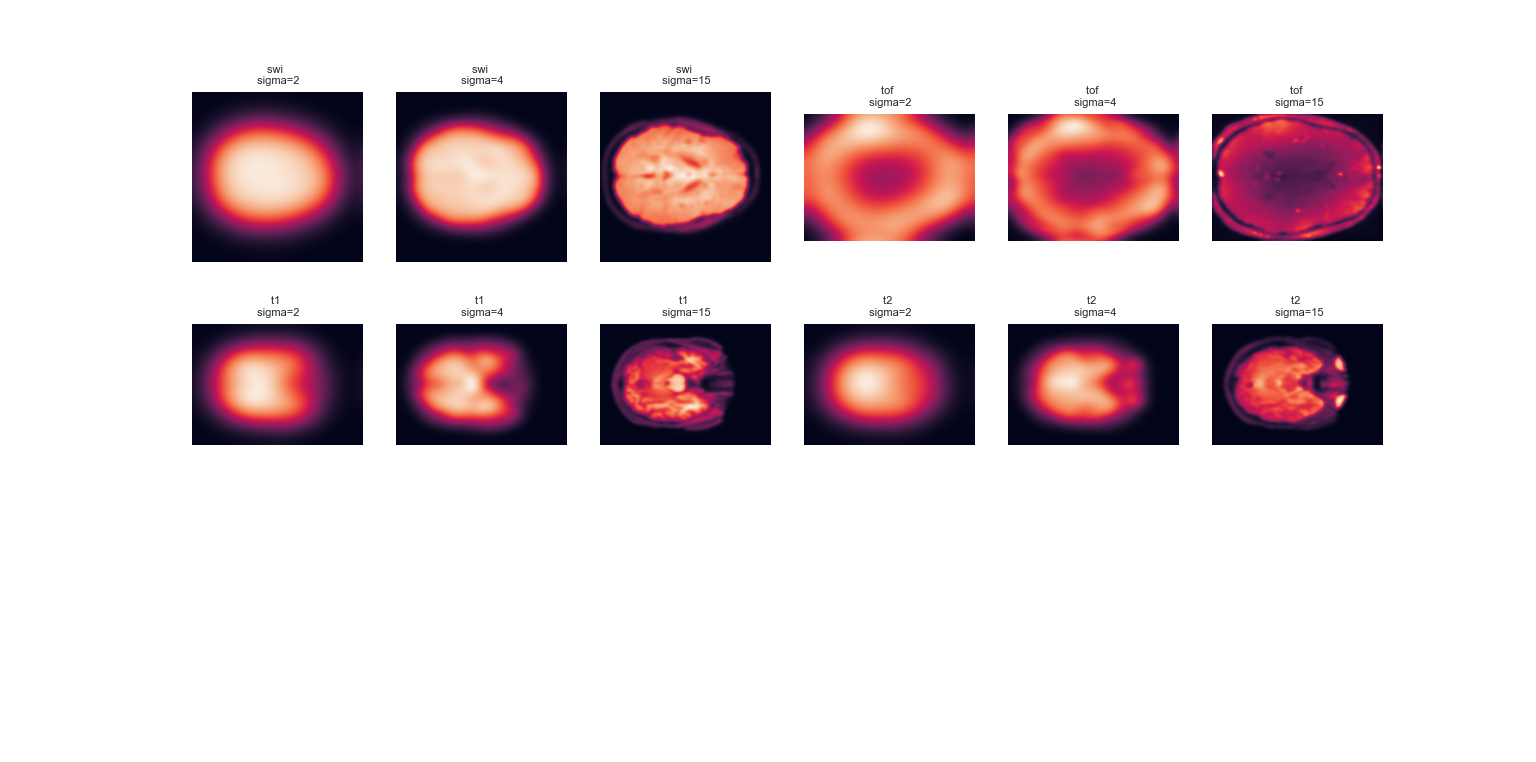 swi
sigma=2
swi
sigma=4
swi
sigma=15
tof
sigma=2
tof
sigma=4
tof
sigma=15
t1
sigma=2
t1
sigma=4
t1
sigma=15
t2
sigma=2
t2
sigma=4
t2
sigma=15